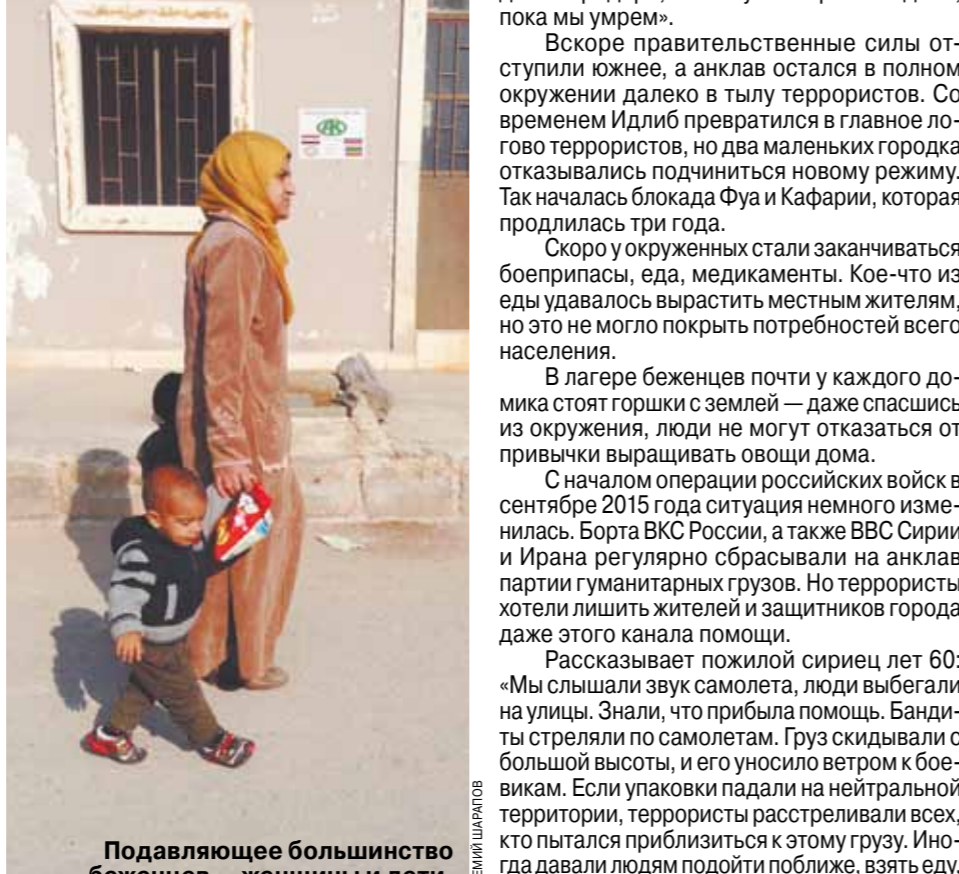 пока мы умрем».
Вскоре правительственные силы от-
ступили южнее, а анклав остался в полном
окружении далеко в тылу террористов. Со
временем Идлиб превратился в главное ло-
гово террористов, но два маленьких городка
отказывались подчиниться новому режиму.
Так началась блокада Фуа и Кафарии, которая
продлилась три года.
Скоро у окруженных стали заканчиваться
боеприпасы, еда, медикаменты. Кое-что из
еды удавалось вырастить местным жителям,
но это не могло покрыть потребностей всего
населения.
В лагере беженцев почти у каждого до-
мика стоят горшки с землей — даже спасшись
из окружения, люди не могут отказаться от
привычки выращивать овощи дома.
С началом операции российских войск в
сентябре 2015 года ситуация немного изме-
нилась. Борта ВКС России, а также ВВС Сирии
и Ирана регулярно сбрасывали на анклав
партии гуманитарных грузов. Но террористы
хотели лишить жителей и защитников города
даже этого канала помощи.
Рассказывает пожилой сириец лет 60:
«Мы слышали звук самолета, люди выбегали
на улицы. Знали, что прибыла помощь. Банди-
ты стреляли по самолетам. Груз скидывали с
большой высоты, и его уносило ветром к бое-
викам. Если упаковки падали на нейтральной
территории, террористы расстреливали всех,
кто пытался приблизиться к этому грузу. Ино-
гда давали людям подойти поближе, взять еду,
Подавляющее большинство
беженцев — женщины и дети
ЕМИЙ ШАРАПОВ